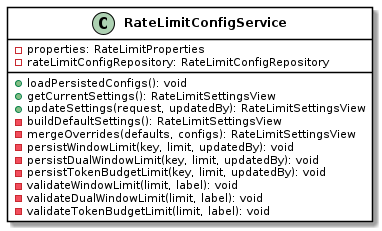 C RateLimitConfigService
properties: RateLimitProperties
rateLimitConfigRepository: RateLimitConfigRepository
loadPersistedConfigs(): void
getCurrentSettings(): RateLimitSettingsView
updateSettings(request, updatedBy): RateLimitSettingsView
buildDefaultSettings(): RateLimitSettingsView
mergeOverrides(defaults, configs): RateLimitSettingsView
persistWindowLimit(key, limit, updatedBy): void
persistDualWindowLimit(key, limit, updatedBy): void
persistTokenBudgetLimit(key, limit, updatedBy): void
validateWindowLimit(limit, label): void
validateDualWindowLimit(limit, label): void
validateTokenBudgetLimit(limit, label): void